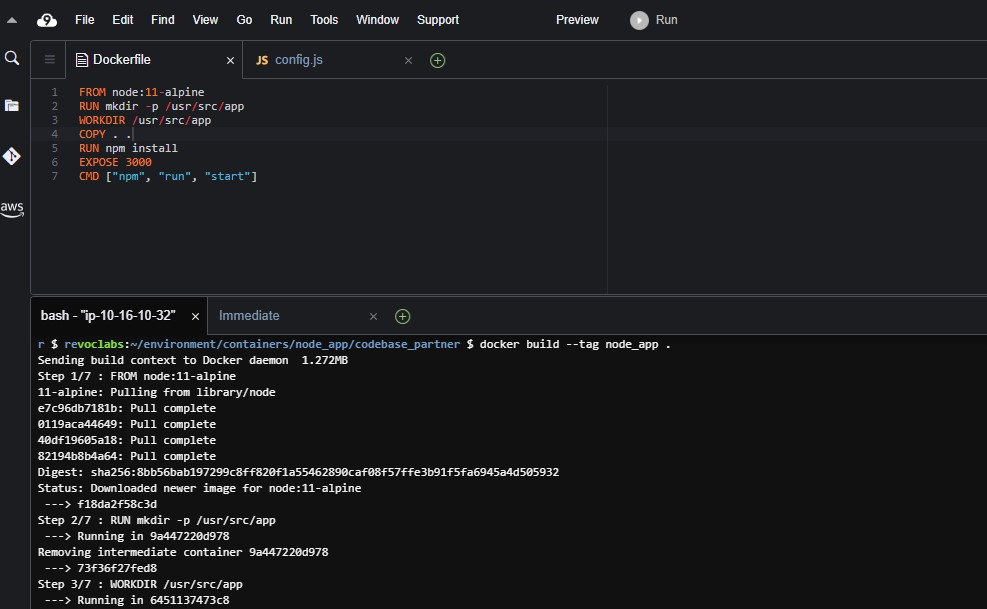 File Edit Find View Go Run Tools Window Support Preview Run
Dockerfile
JS config.js
1 FROM node:11-alpine
2 RUN mkdir -p /usr/src/app
3 WORKDIR /usr/src/app
4 COPY . .
5 RUN npm install
6 EXPOSE 3000
7 CMD ["npm", "run", "start"]
aws
bash - "ip-10-16-10-32" Immediate
r $ revoclabs:~/environment/containers/node_app/codebase_partner $ docker build --tag node_app .
Sending build context to Docker daemon  1.272MB
Step 1/7 : FROM node:11-alpine
11-alpine: Pulling from library/node
e7c96db7181b: Pull complete
0119aca44649: Pull complete
40df19605a18: Pull complete
82194b8b4a64: Pull complete
Digest: sha256:8bb56bab197299c8ff820f1a55462890caf08f57ffe3b91f5fa6945a4d505932
Status: Downloaded newer image for node:11-alpine
 ---> f18da2f58c3d
Step 2/7 : RUN mkdir -p /usr/src/app
 ---> Running in 9a447220d978
Removing intermediate container 9a447220d978
 ---> 73f36f27fed8
Step 3/7 : WORKDIR /usr/src/app
 ---> Running in 6451137473c8